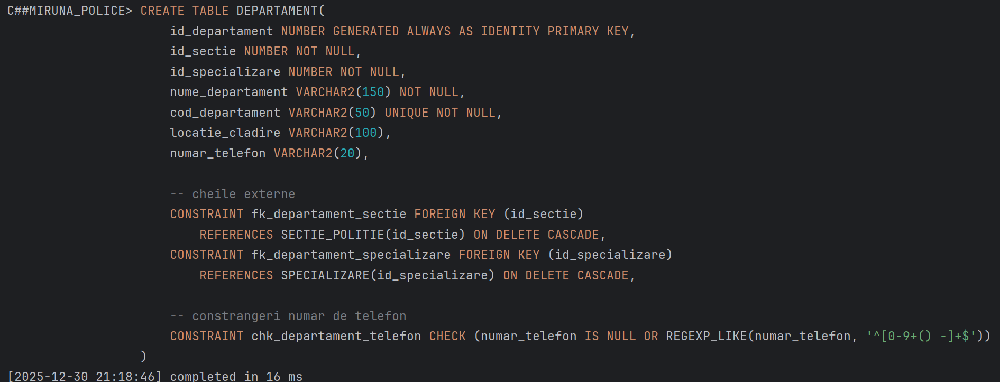 C##MIRUNA_POLICE> CREATE TABLE DEPARTAMENT(
id_departament NUMBER GENERATED ALWAYS AS IDENTITY PRIMARY KEY,
id_sectie NUMBER NOT NULL,
id_specializare NUMBER NOT NULL,
nume_departament VARCHAR2(150) NOT NULL,
cod_departament VARCHAR2(50) UNIQUE NOT NULL,
locatie_cladire VARCHAR2(100),
numar_telefon VARCHAR2(20),
-- cheile externe
CONSTRAINT fk_departament_sectie FOREIGN KEY (id_sectie)
REFERENCES SECTIE_POLITIE(id_sectie) ON DELETE CASCADE,
CONSTRAINT fk_departament_specializare FOREIGN KEY (id_specializare)
REFERENCES SPECIALIZARE(id_specializare) ON DELETE CASCADE,
-- constrangeri numar de telefon
CONSTRAINT chk_departament_telefon CHECK (numar_telefon IS NULL OR REGEXP_LIKE(numar_telefon, '^[0-9+() -]+$'))
)
[2025-12-30 21:18:46] completed in 16 ms